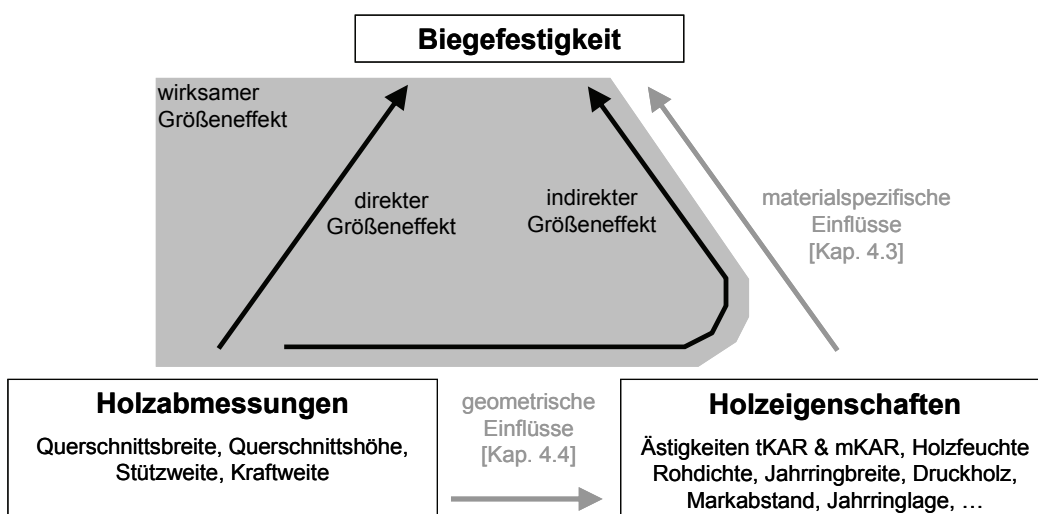 Biegefestigkeit
wirksamer
Größeneffekt
direkter
Größeneffekt
indirekter
Größeneffekt
materialspezifische
Einflüsse
[Kap. 4.3]
Holzabmessungen
Querschnittsbreite, Querschnittshöhe,
Stützweite, Kraftweite
geometrische
Einflüsse
[Kap. 4.4]
Holzeigenschaften
Ästigkeiten tKAR & mKAR, Holzfeuchte
Rohdichte, Jahrringbreite, Druckholz,
Markabstand, Jahrringlage, …